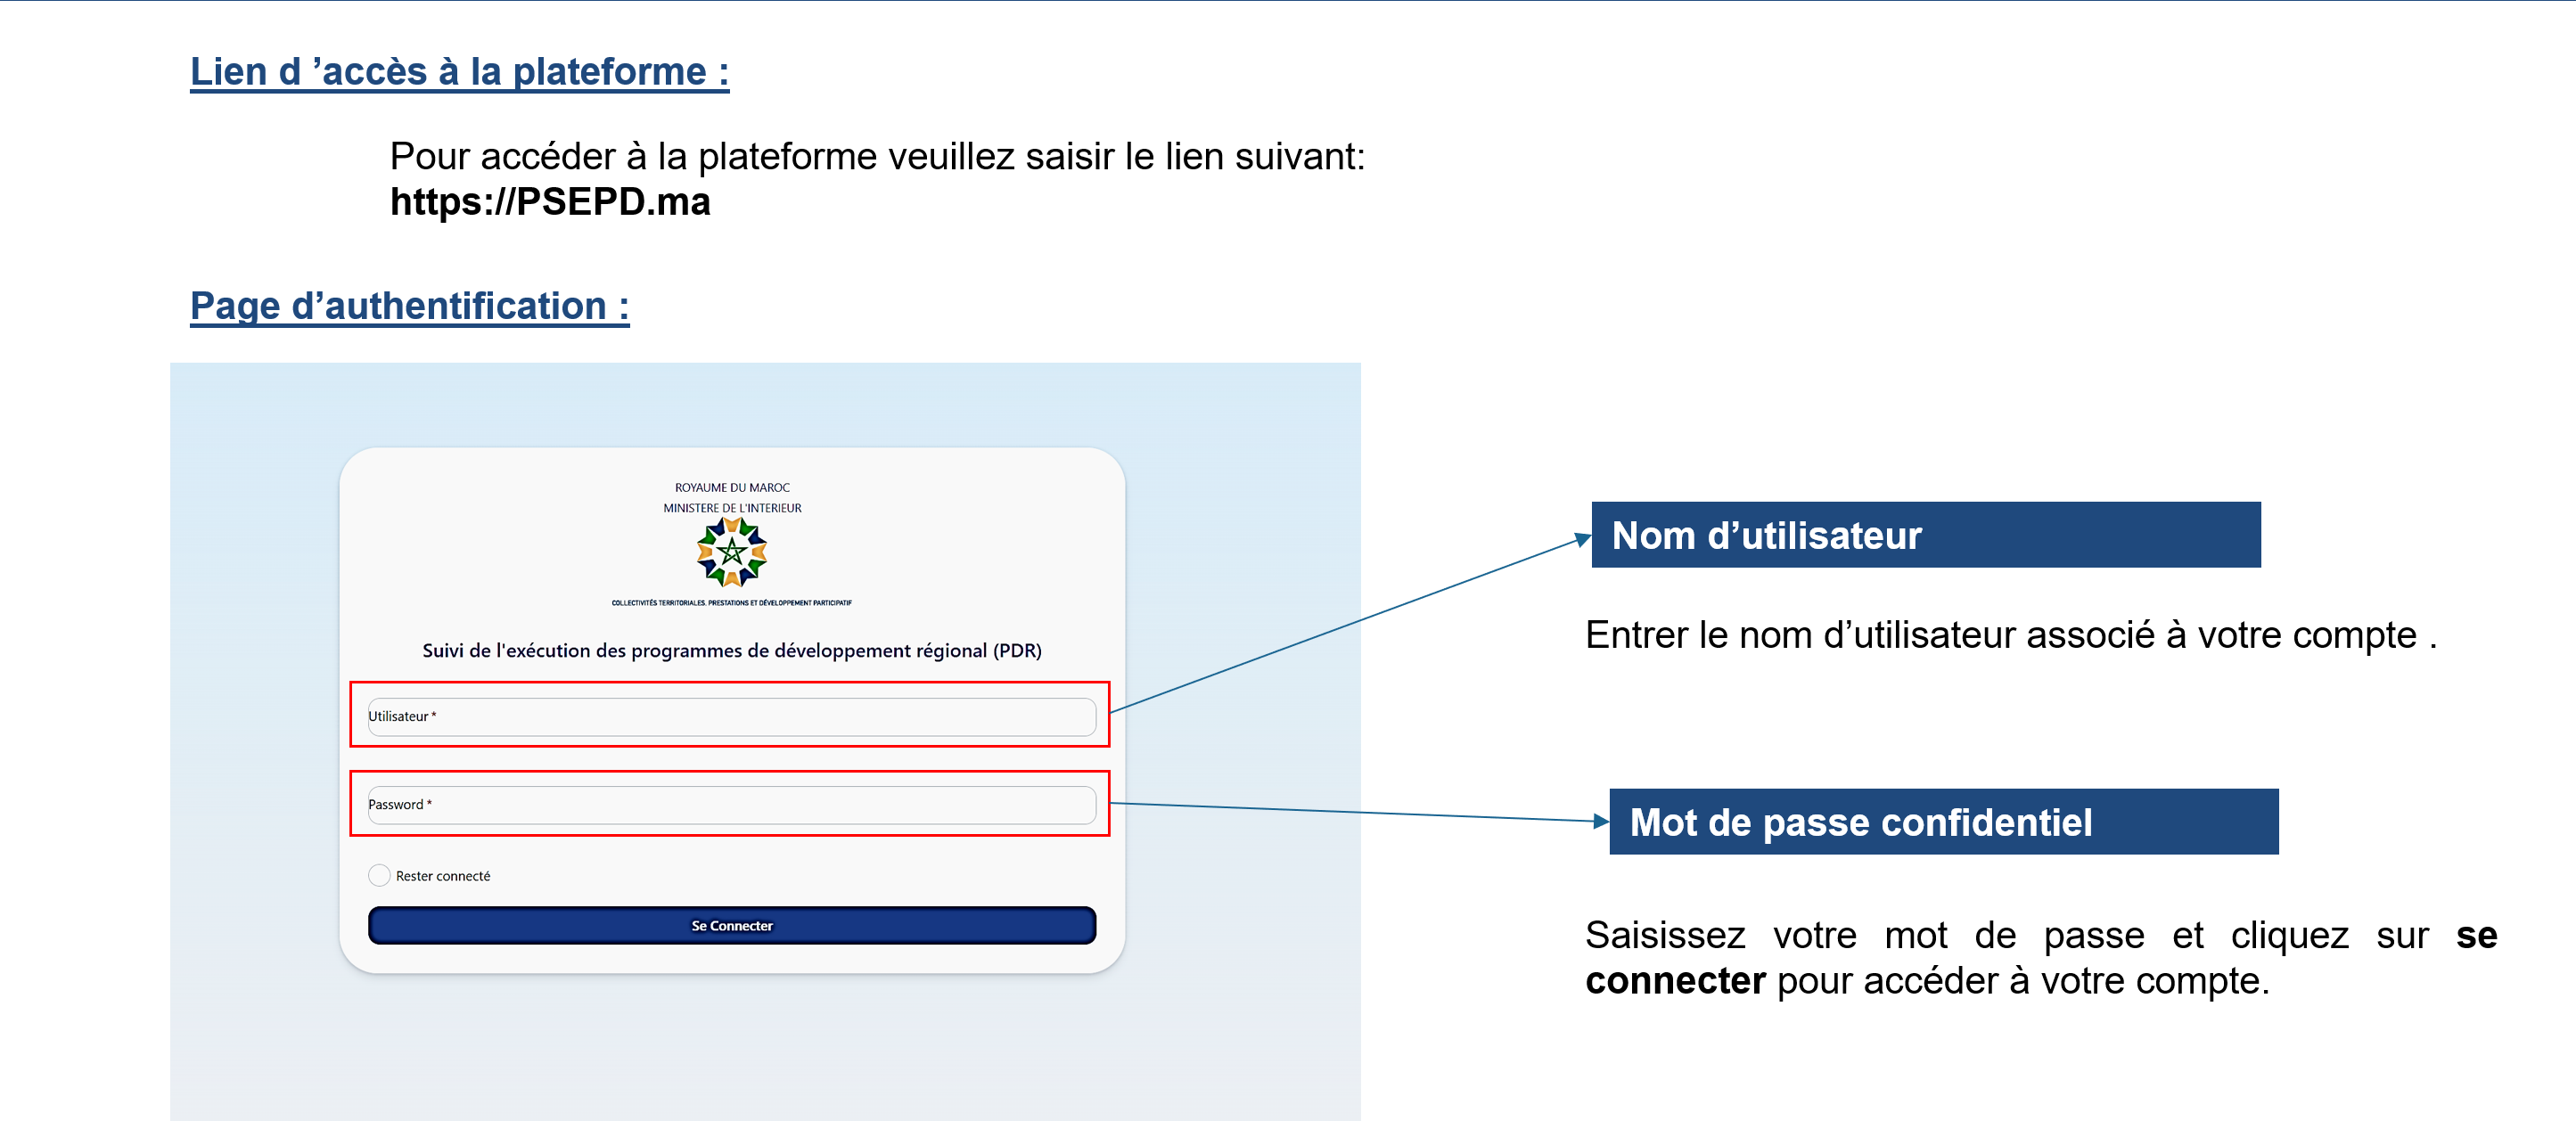 Lien d ’accès à la plateforme :
Pour accéder à la plateforme veuillez saisir le lien suivant:
https://PSEPD.ma
Page d’authentification :
ROYAUME DU MAROC
MINISTERE DE L'INTERIEUR
COLLECTIVITÉS TERRITORIALES, PRESTATIONS ET DÉVELOPPEMENT PARTICIPATIF
Suivi de l'exécution des programmes de développement régional (PDR)
Utilisateur *
Password *
Rester connecté
Se Connecter
Nom d’utilisateur
Entrer le nom d’utilisateur associé à votre compte .
Mot de passe confidentiel
Saisissez votre mot de passe et cliquez sur se
connecter pour accéder à votre compte.